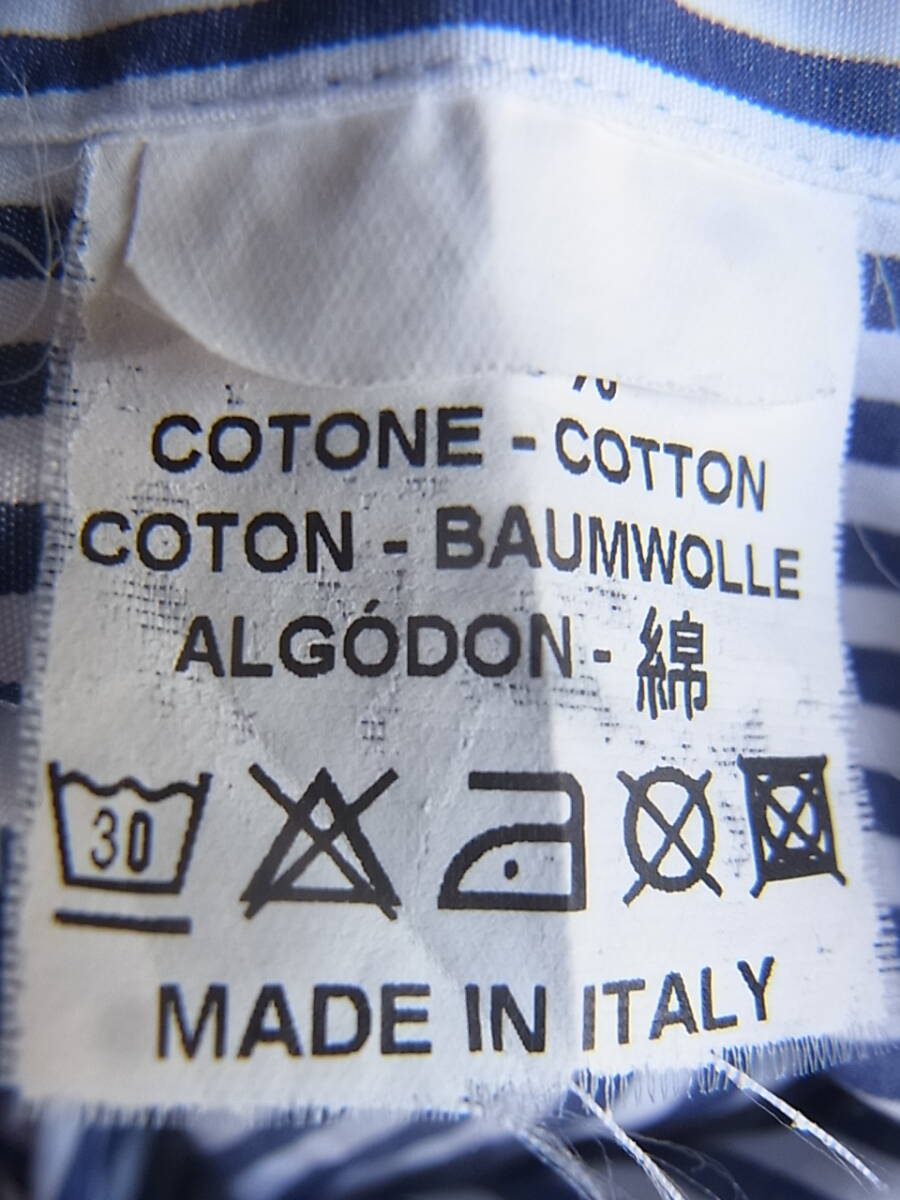 %
COTONE - COTTON
COTON - BAUMWOLLE
ALGÓDON - 綿
30
MADE IN ITALY